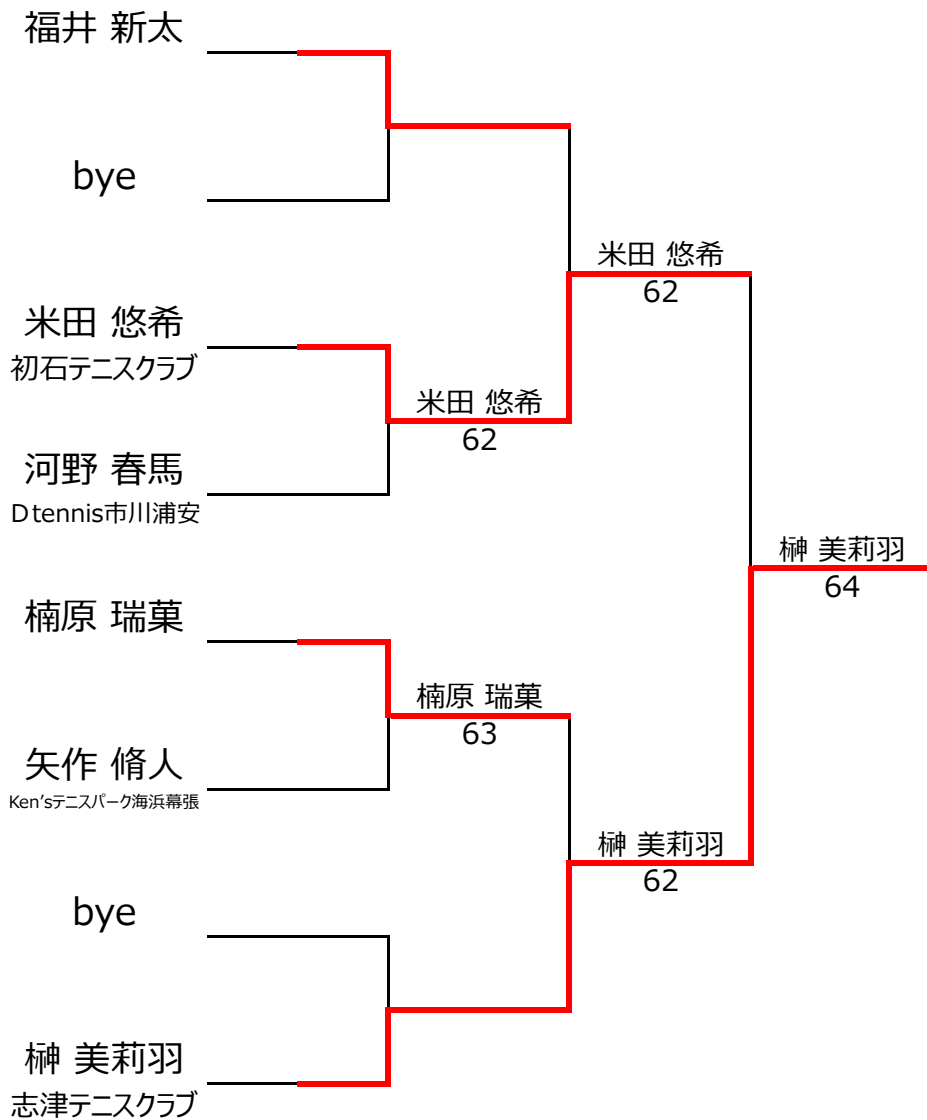 福井 新太
bye
米田 悠希
62
米田 悠希
初石テニスクラブ
米田 悠希
62
河野 春馬
D tennis市川浦安
榊 美莉羽
64
楠原 瑞菓
楠原 瑞菓
63
矢作 脩人
Ken'sテニスパーク海浜幕張
榊 美莉羽
62
bye
榊 美莉羽
志津テニスクラブ